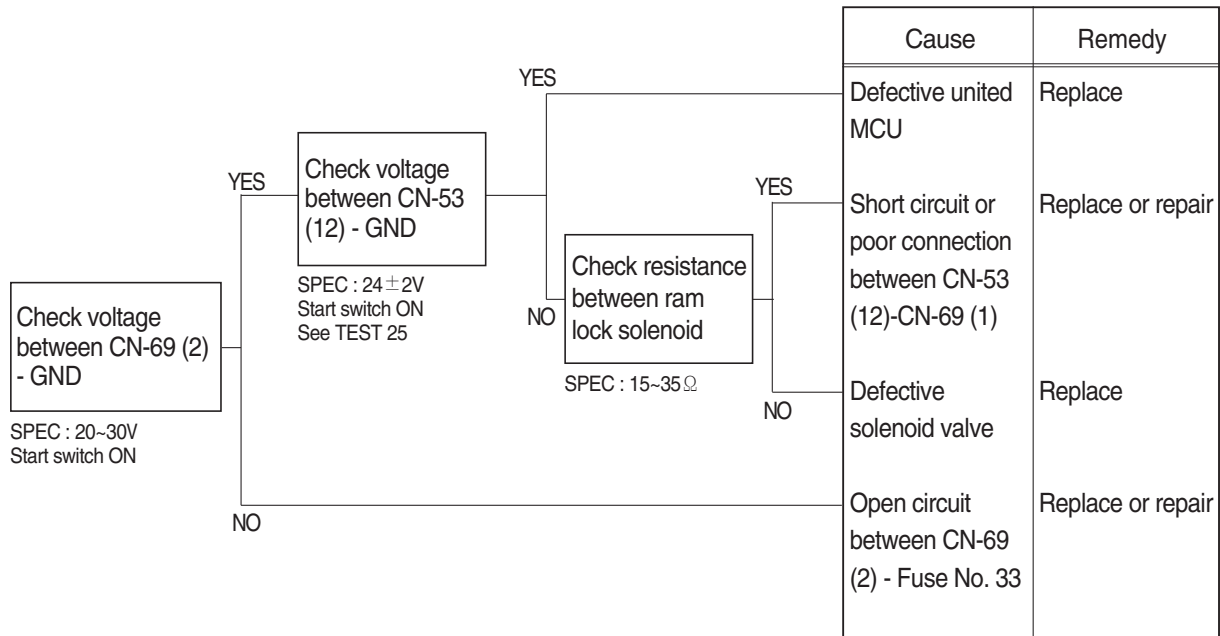 Check voltage
between CN-69 (2)
- GND
SPEC : 20~30V
Start switch ON
YES
NO
Check voltage
between CN-53
(12) - GND
SPEC : 24±2V
Start switch ON
See TEST 25
YES
NO
Check resistance
between ram
lock solenoid
SPEC : 15~35Ω
YES
NO
Cause Remedy
Defective united Replace
MCU
Short circuit or Replace or repair
poor connection
between CN-53
(12)-CN-69 (1)
Defective Replace
solenoid valve
Open circuit Replace or repair
between CN-69
(2) - Fuse No. 33